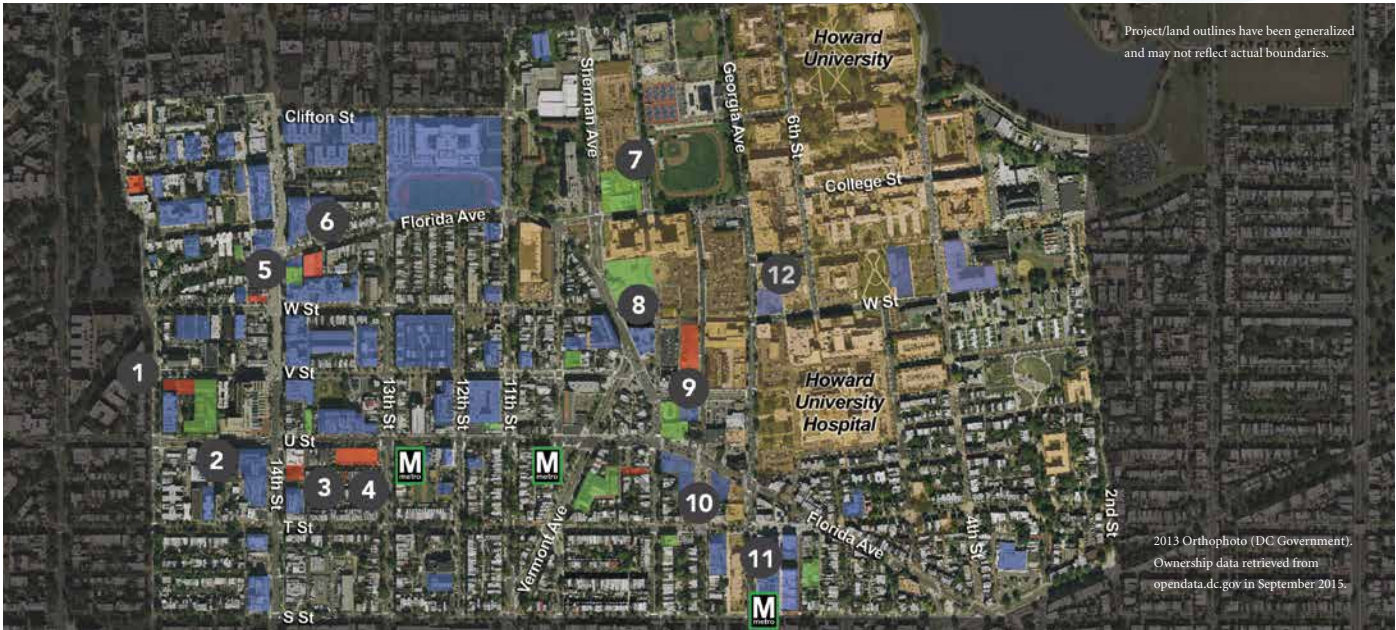 Project/land outlines have been generalized
and may not reflect actual boundaries.
Howard
University
Sherman Ave
Georgia Ave
6th St
Clifton St
7
College St
6
Florida Ave
5
12
W St
8
W St
1
V St
9
13th St
12th St
11th St
Howard
University
Hospital
U St
2
M
metro
M
metro
14th St
3
4
10
2nd St
T St
Vermont Ave
Florida Ave
4th St
11
2013 Orthophoto (DC Government).
Ownership data retrieved from
opendata.dc.gov in September 2015.
M
metro
S St